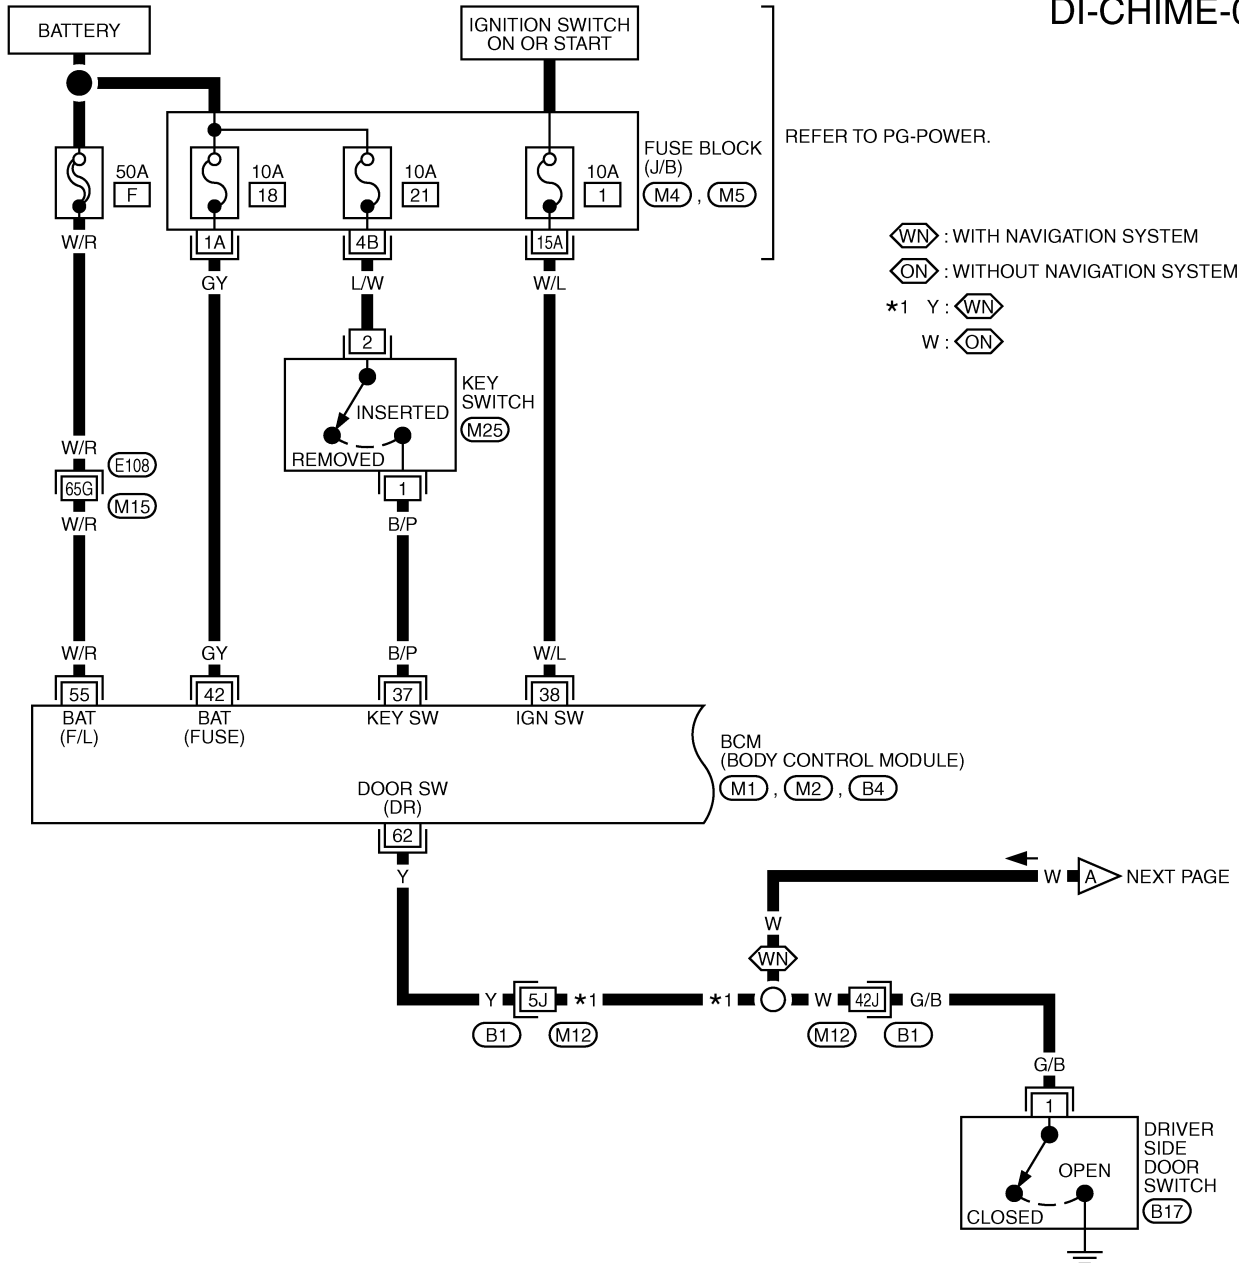 DI-CHIME-
BATTERY
IGNITION SWITCH
ON OR START
REFER TO PG-POWER.
FUSE BLOCK
(J/B)
M4 , M5
50A
F
10A
18
10A
21
10A
1
WN : WITH NAVIGATION SYSTEM
ON : WITHOUT NAVIGATION SYSTEM
*1 Y : WN
W : ON
W/R
1A
4B
15A
GY
L/W
W/L
2
KEY
SWITCH
M25
INSERTED
REMOVED
W/R
E108
65G
M15
W/R
1
B/P
W/R
GY
B/P
W/L
55
42
37
38
BAT
(F/L)
BAT
(FUSE)
KEY SW
IGN SW
BCM
(BODY CONTROL MODULE)
M1 , M2 , B4
DOOR SW
(DR)
62
Y
W
A
NEXT PAGE
W
WN
Y
5J
*1
*1
W
42J
G/B
B1
M12
M12
B1
G/B
1
DRIVER
SIDE
DOOR
SWITCH
B17
OPEN
CLOSED